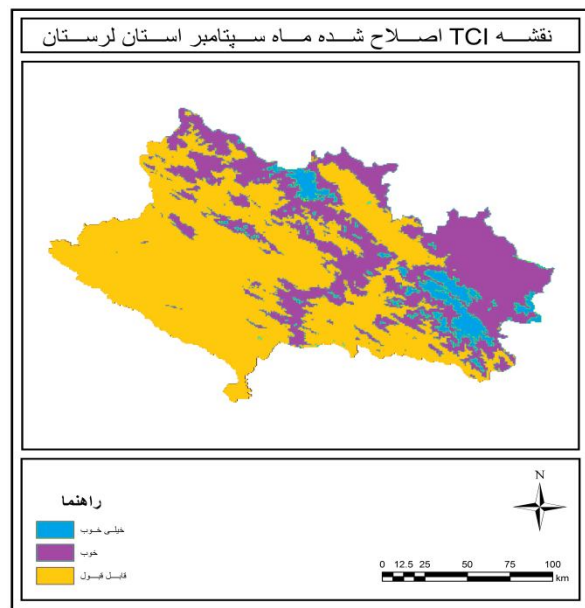 نقشه TCI اصلاح شده ماه سپتامبر استان لرستان
راهنما
خیلی خوب
خوب
قابل قبول
N
0 12.5 25 50 75 100
km